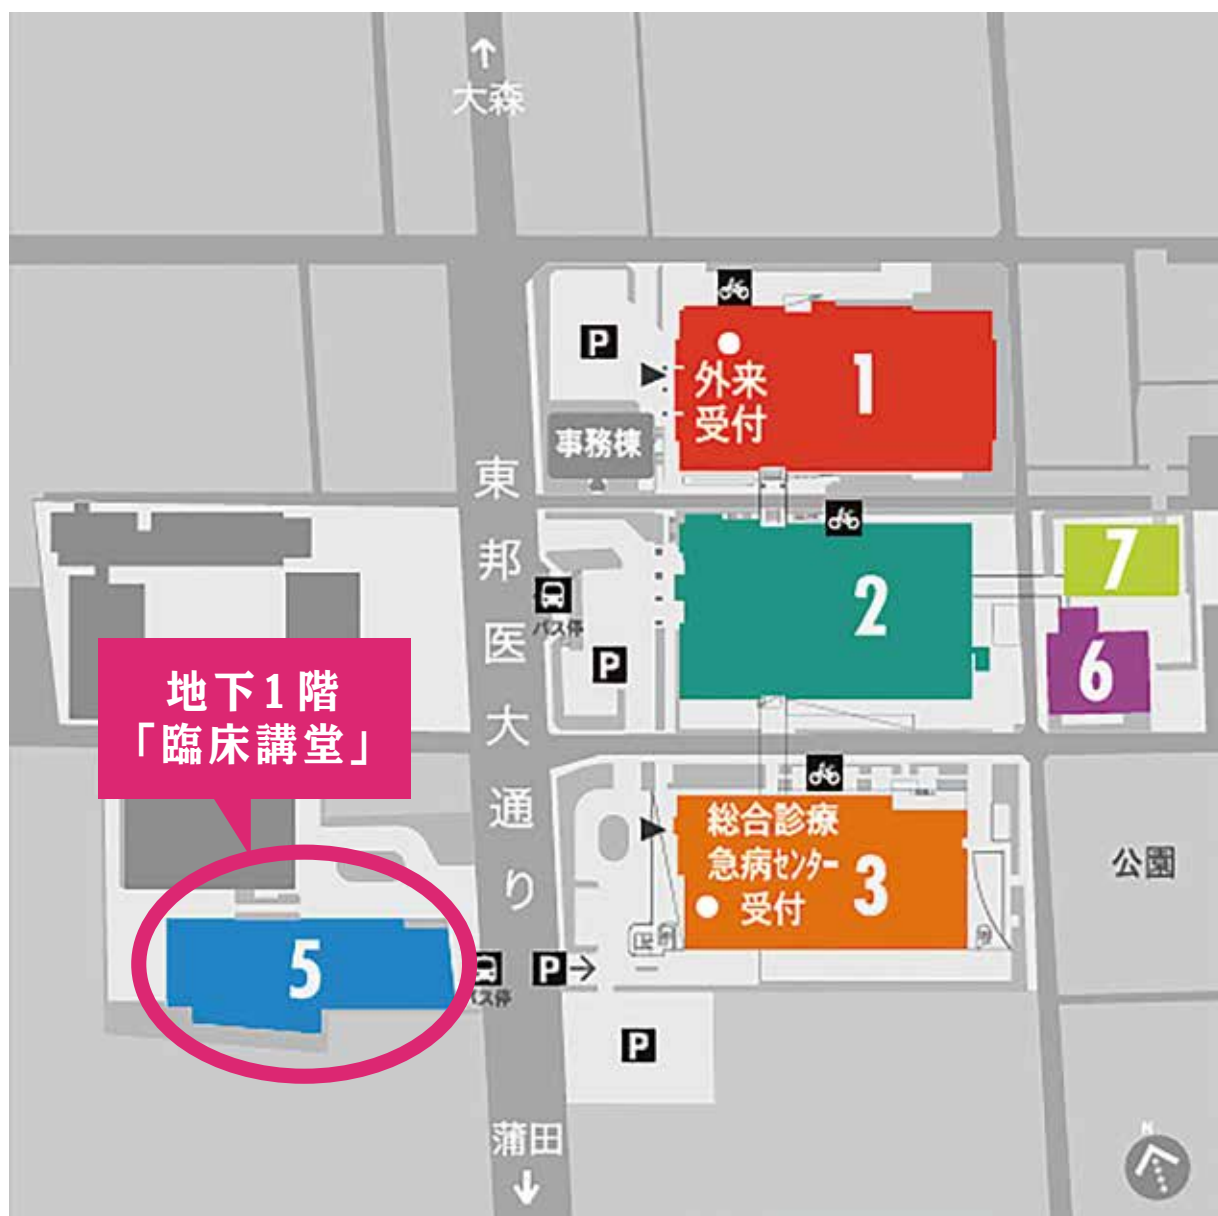 ↑
大森
P
外来
受付
1
事務棟
東邦医大通り
バス停
P
2
7
6
地下1階
「臨床講堂」
総合診療
急病センター
受付
3
公園
5
バス停
P→
P
蒲田
↓
N